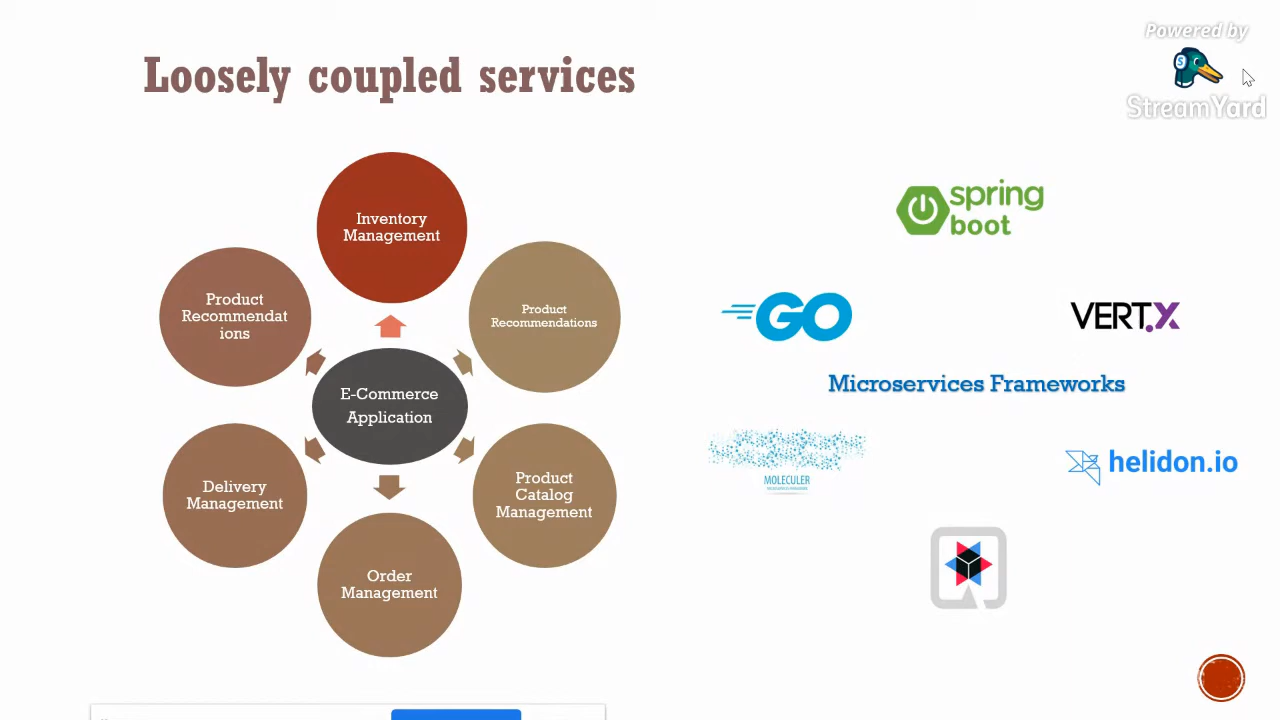 Powered by
StreamYard
Loosely coupled services
Inventory
Management
Product
Recommendations
Product
Catalog
Management
Order
Management
Delivery
Management
Product
Recommendat
ions
E-Commerce
Application
spring
boot
GO
VERT.X
Microservices Frameworks
MOLECULER
helidon.io